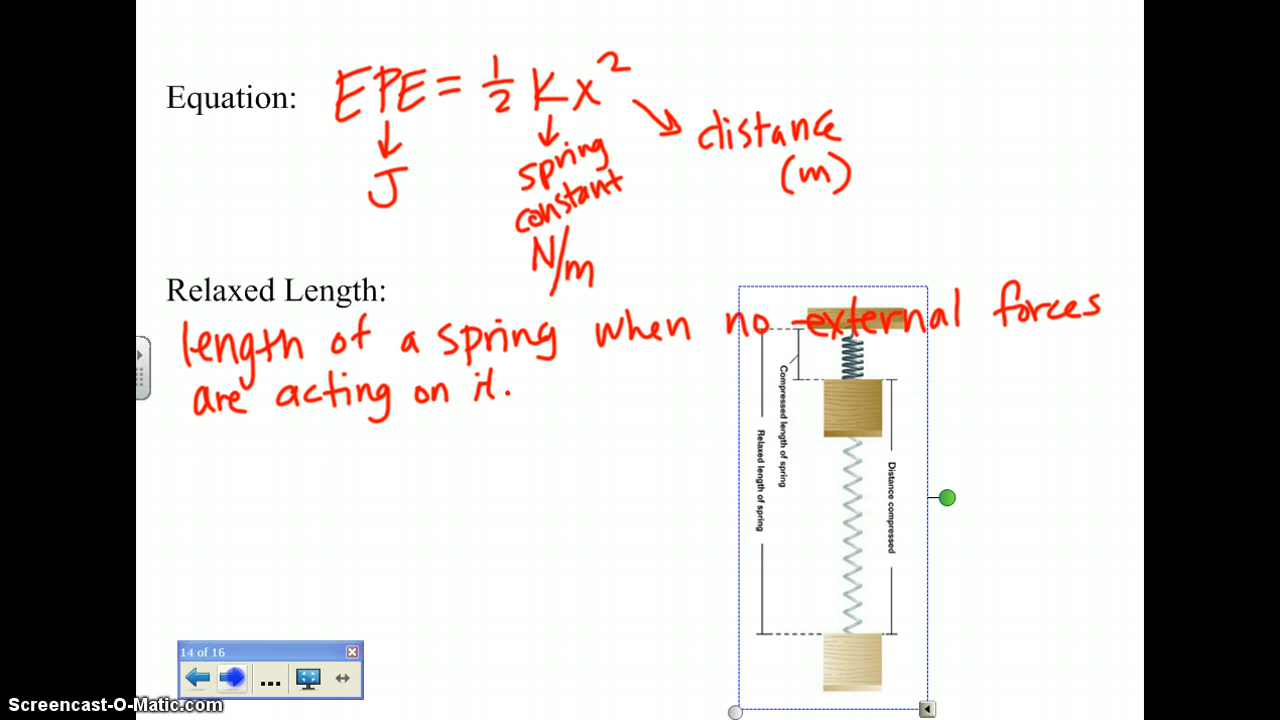 Equation: EPE = 1/2 Kx²
J
spring
constant
N/m
distance
(m)
Relaxed Length:
length of a spring when no external forces
are acting on it.
Compressed length of spring
Relaxed length of spring
Distance compressed
14 of 16
...
Screencast-O-Matic.com